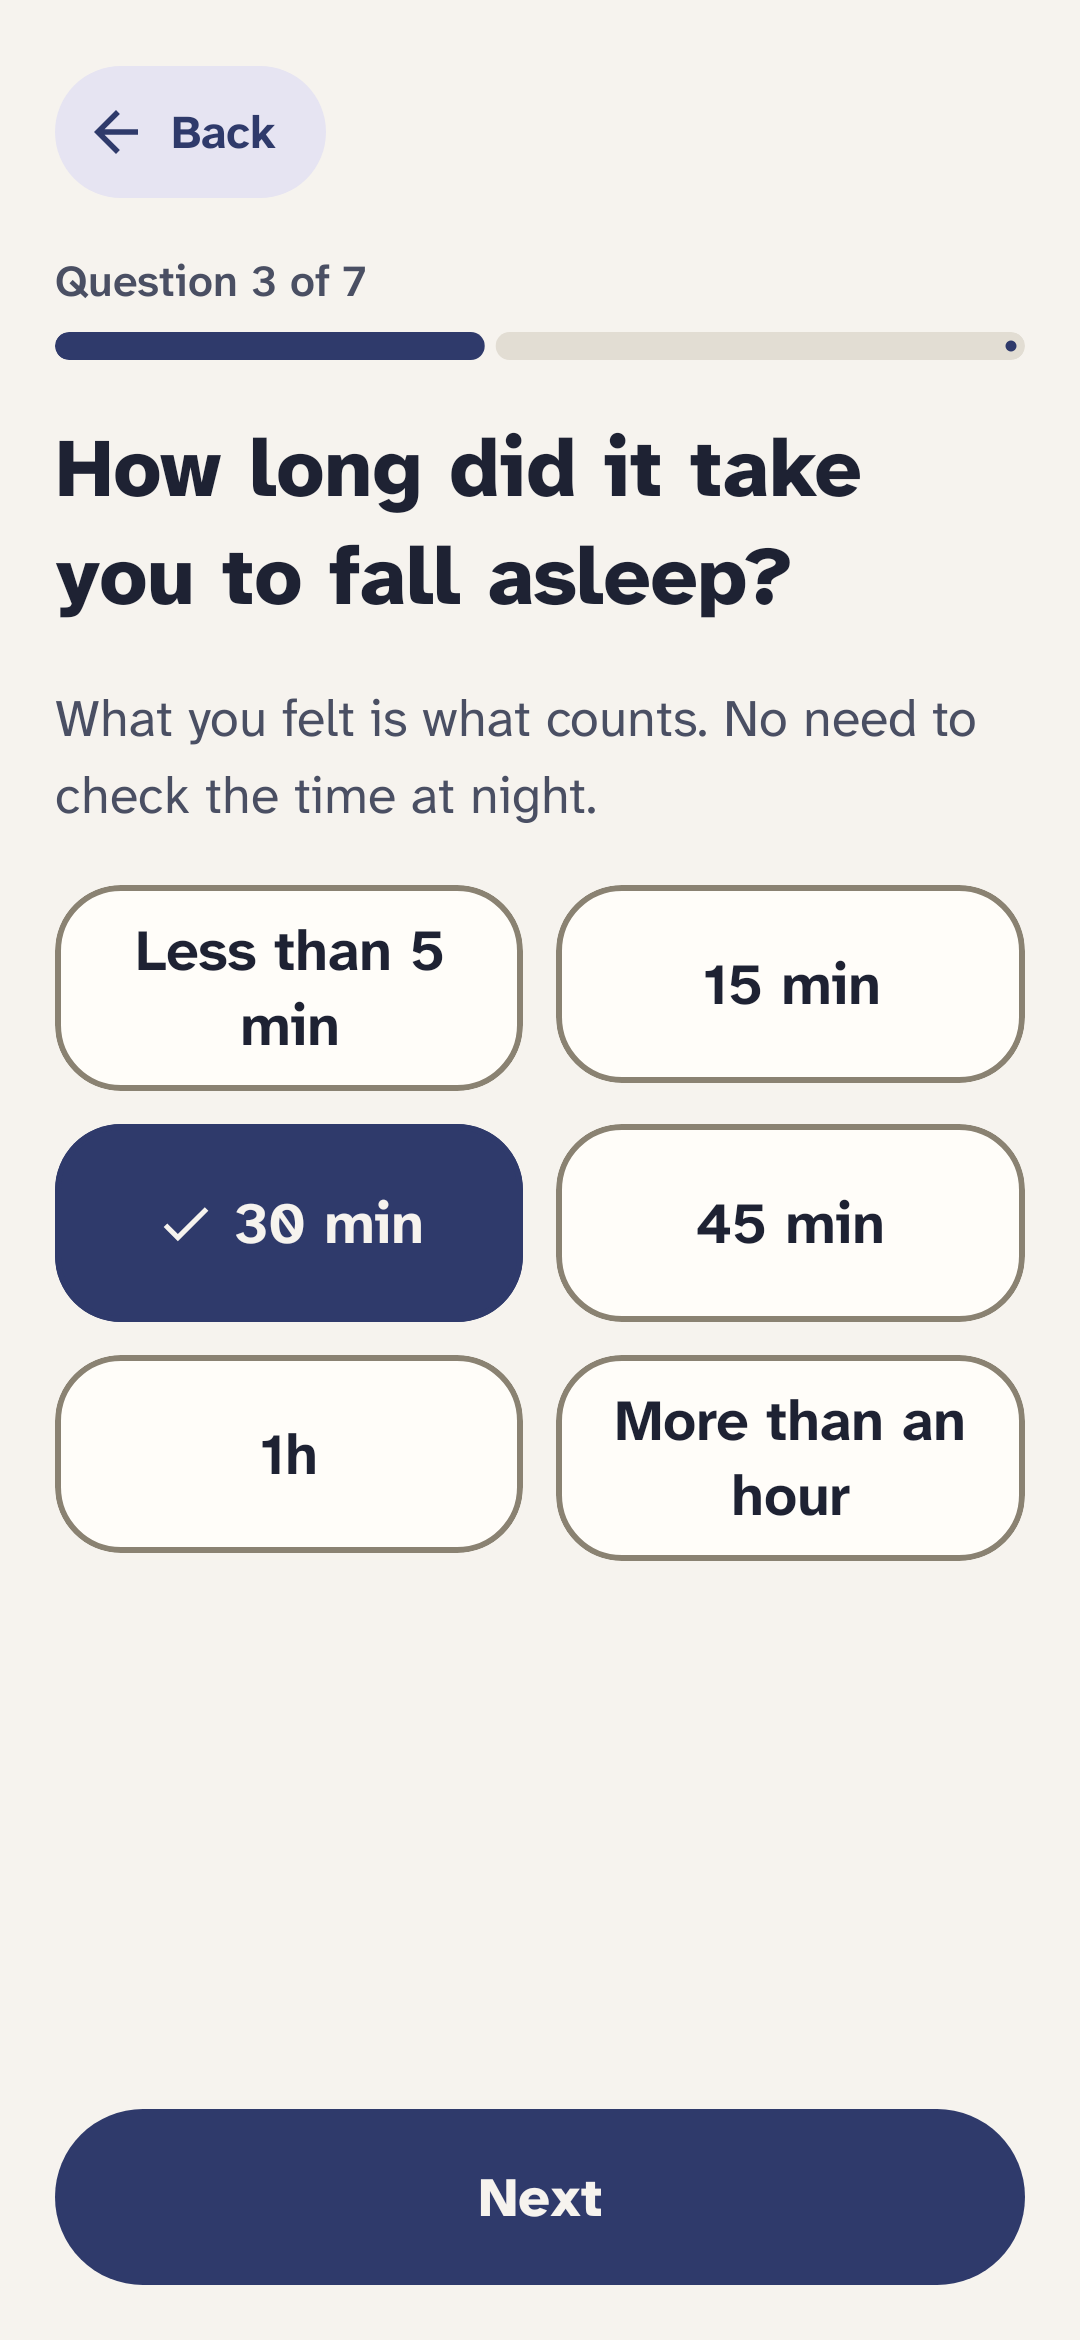 Back
Question 3 of 7
How long did it take
you to fall asleep?
What you felt is what counts. No need to
check the time at night.
Less than 5
min
15 min
30 min
45 min
1h
More than an
hour
Next